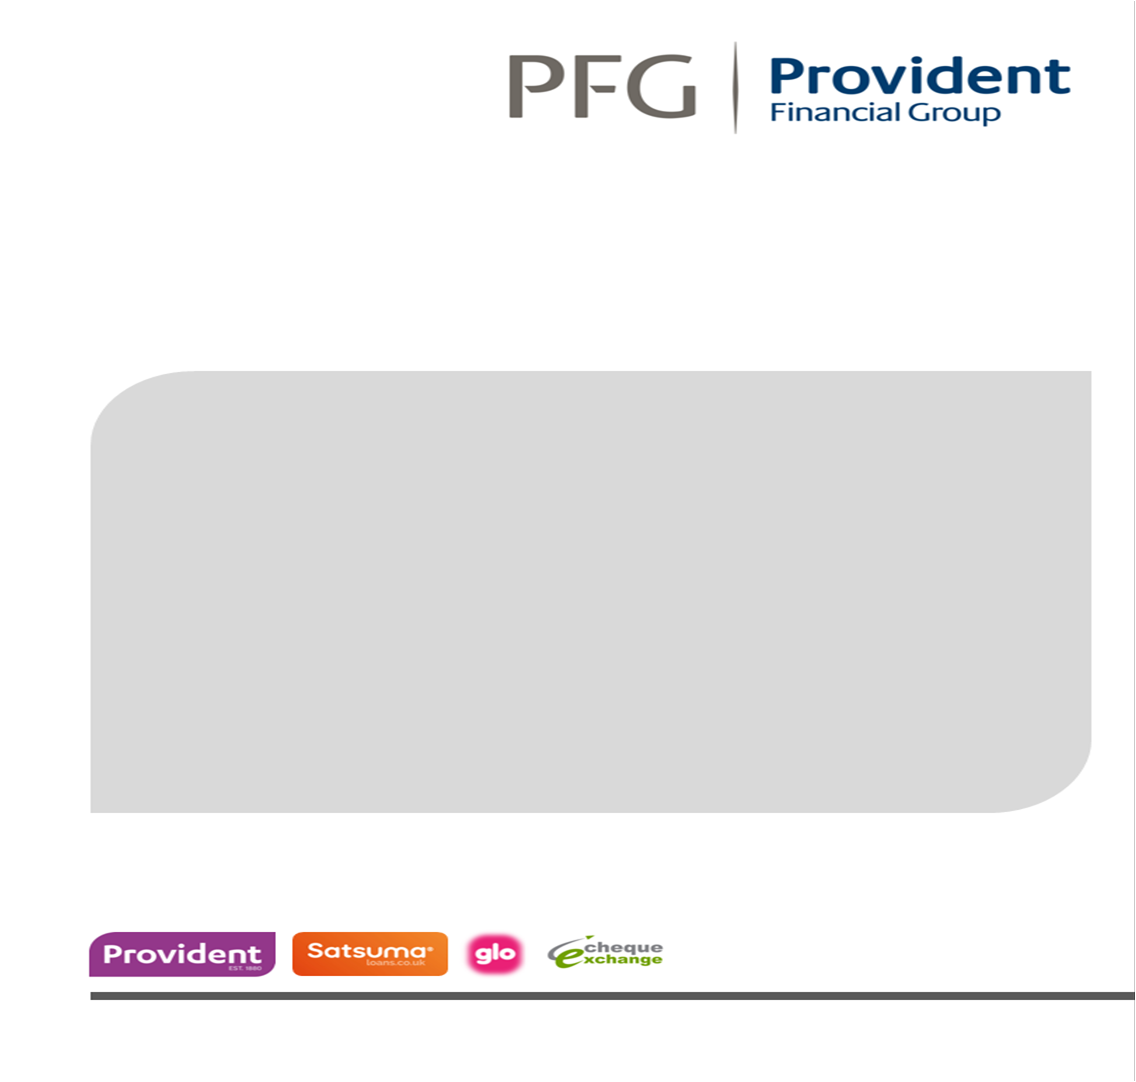 PFG Provident
Financial Group
Provident
EST. 1880
Satsuma®
loans.co.uk
glo
cheque
exchange